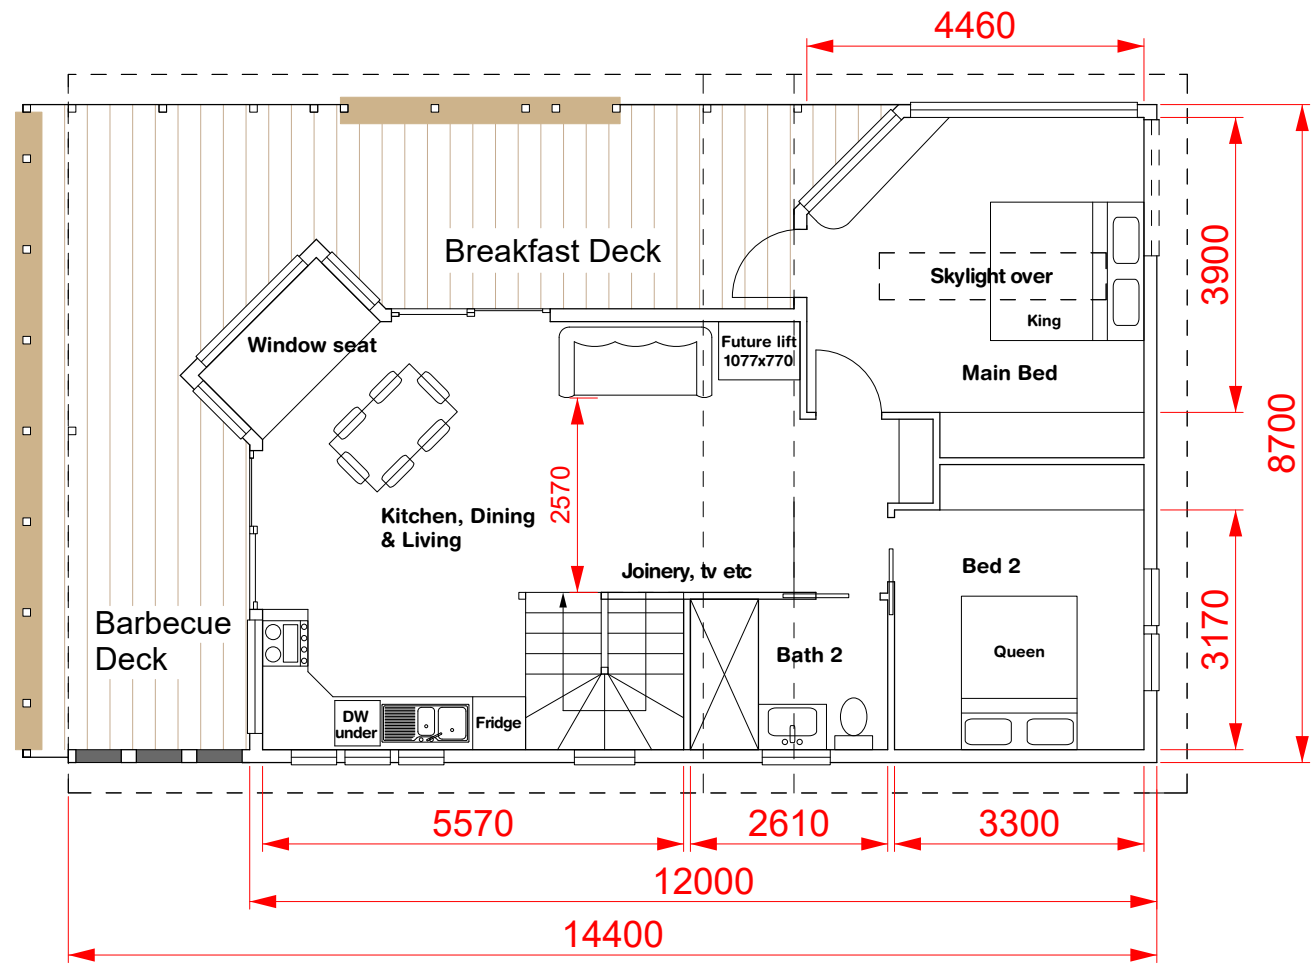 4460
Breakfast Deck
Skylight over
King
3900
Window seat
Future lift
1077x770
Main Bed
8700
2570
Kitchen, Dining
& Living
Joinery, tv etc
Bed 2
Barbecue
Deck
Bath 2
Queen
3170
DW
under
Fridge
5570
2610
3300
12000
14400